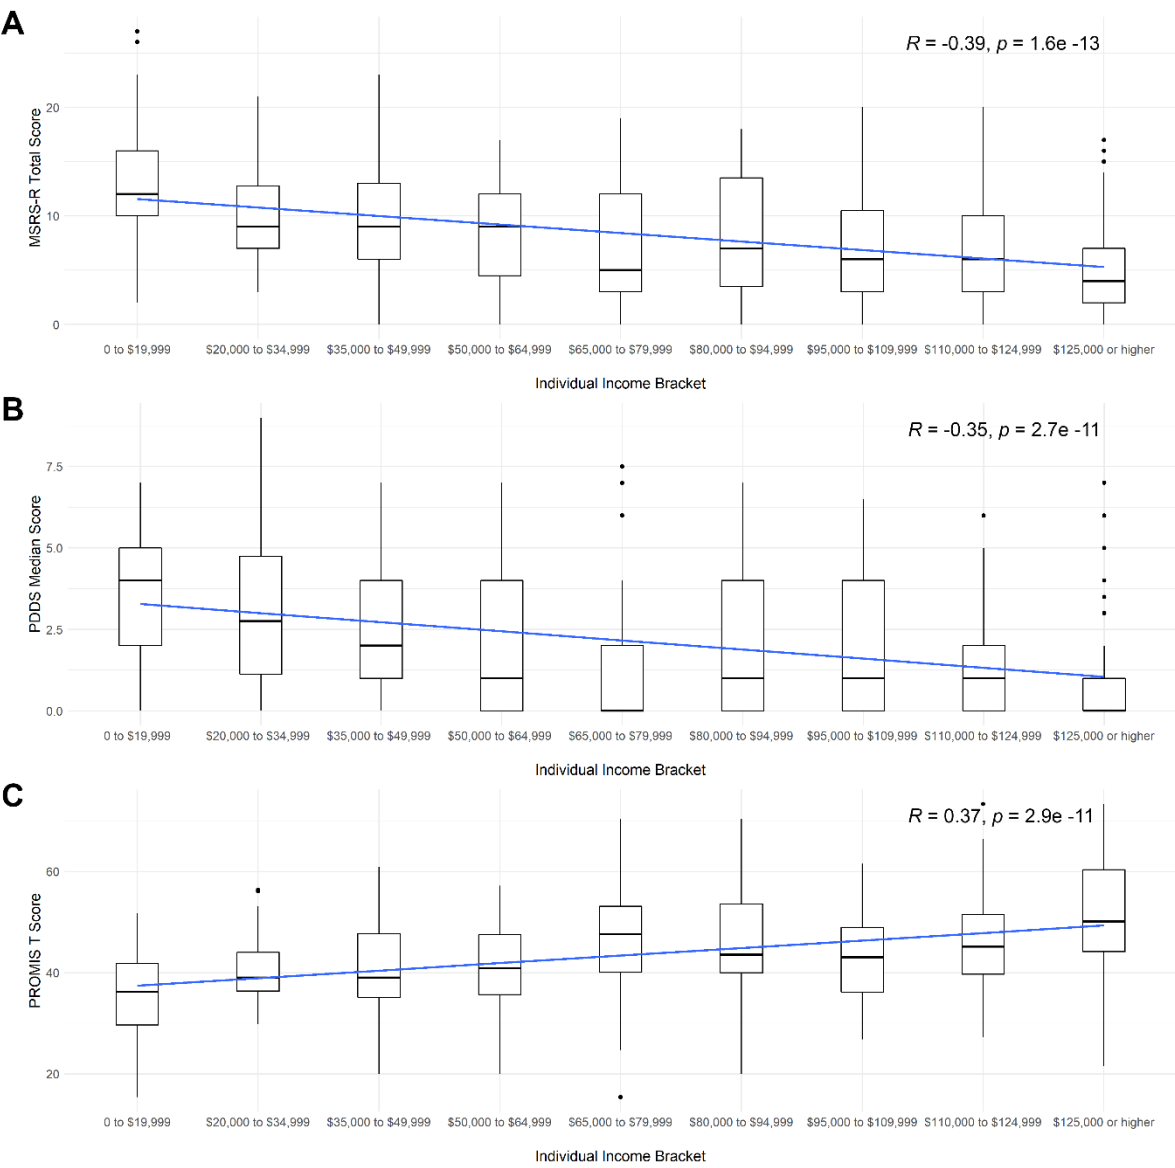 A
R = -0.39, p = 1.6e -13
MSRS-R Total Score
20
10
0
0 to $19,999 $20,000 to $34,999 $35,000 to $49,999 $50,000 to $64,999 $65,000 to $79,999 $80,000 to $94,999 $95,000 to $109,999 $110,000 to $124,999 $125,000 or higher
Individual Income Bracket
B
R = -0.35, p = 2.7e -11
PDDS Median Score
7.5
5.0
2.5
0.0
0 to $19,999 $20,000 to $34,999 $35,000 to $49,999 $50,000 to $64,999 $65,000 to $79,999 $80,000 to $94,999 $95,000 to $109,999 $110,000 to $124,999 $125,000 or higher
Individual Income Bracket
C
R = 0.37, p = 2.9e -11
PROMIS T Score
60
40
20
0 to $19,999 $20,000 to $34,999 $35,000 to $49,999 $50,000 to $64,999 $65,000 to $79,999 $80,000 to $94,999 $95,000 to $109,999 $110,000 to $124,999 $125,000 or higher
Individual Income Bracket